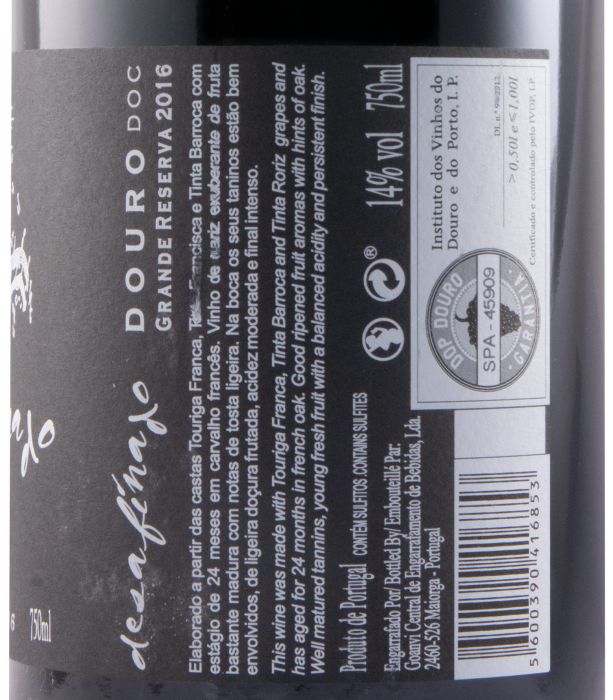 desafinado
DOURO DOC
GRANDE RESERVA 2016
Elaborado a partir das castas Touriga Franca, Francisca e Tinta Barroca com
estágio de 24 meses em carvalho francês. Vinho de nariz exuberante de fruta
bastante madura com notas de tosta ligeira. Na boca os seus taninos estão bem
envolvidos, de ligeira doçura frutada, acidez moderada e final intenso.
This wine was made with Touriga Franca, Tinta Barroca and Tinta Roriz grapes and
has aged for 24 months in french oak. Good ripened fruit aromas with hints of oak.
Well matured tannins, young fresh fruit with a balanced acidity and persistent finish.
Produto de Portugal CONTÉM SULFITOS CONTAINS SULFITES
Engarrafado Por/ Bottled By/ Embouteillé Par:
Goanvi Central de Engarrafamento de Bebidas, Lda.
2460-526 Maiorga - Portugal
14% vol 750ml
Instituto dos Vinhos do
Douro e do Porto, I. P.
DL n.º
> 0,50l e ≤ 1,00l
Certificado e controlado pelo IVDP, I.P.
DOP DOURO
SPA - 45909
GARANTIA
5 600390 416853
ado
6 750ml